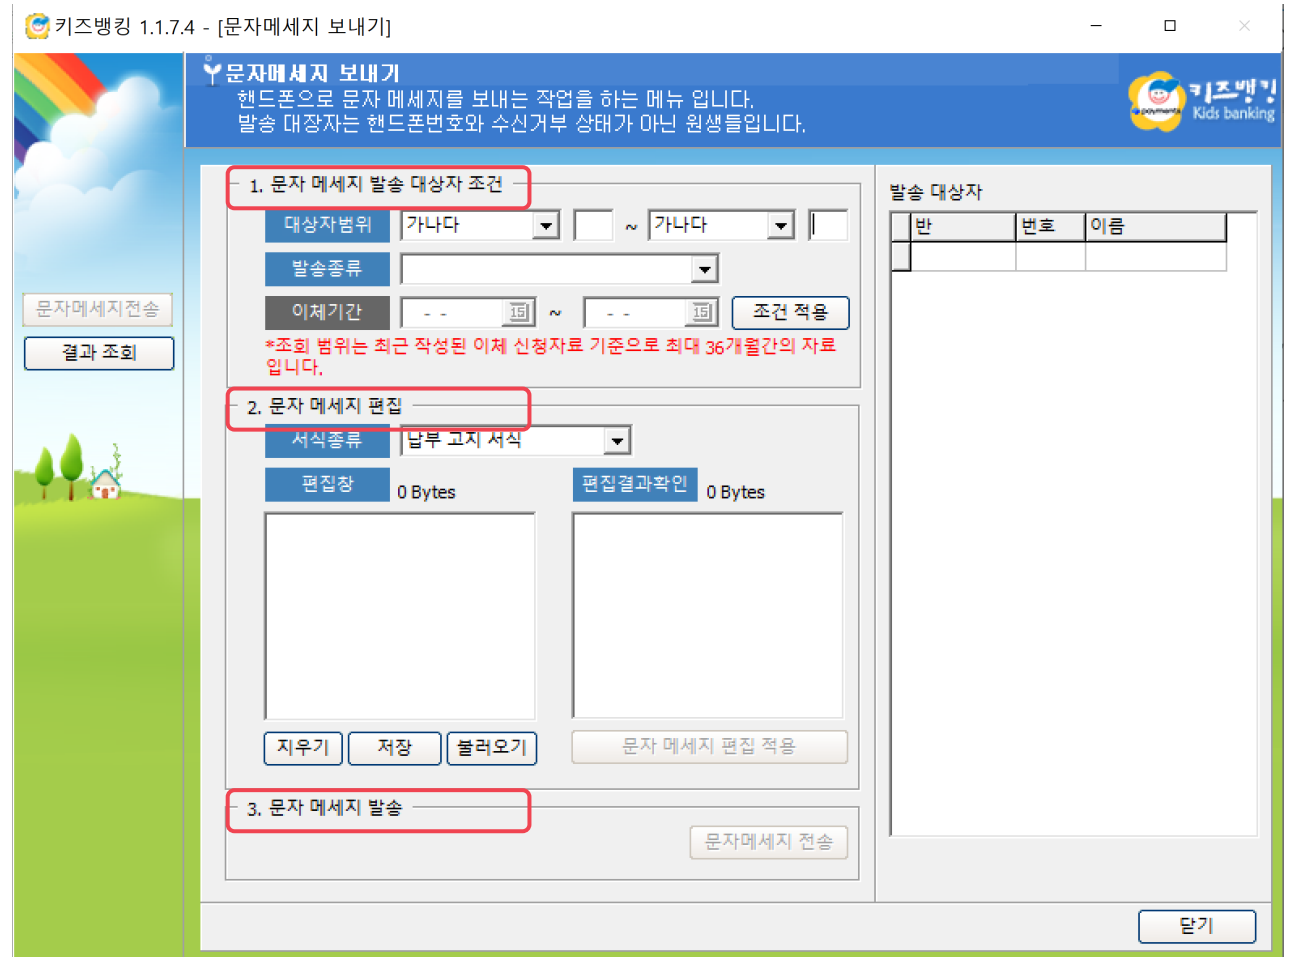 키즈뱅킹 1.1.7.4 - [문자메세지 보내기]
문자메세지 보내기
핸드폰으로 문자 메세지를 보내는 작업을 하는 메뉴 입니다.
발송 대장자는 핸드폰번호와 수신거부 상태가 아닌 원생들입니다.
e payments
키즈뱅킹
Kids banking
문자메세지전송
결과 조회
1. 문자 메세지 발송 대상자 조건
대상자범위 가나다 ~ 가나다
발송종류
이체기간 - - 15 ~ - - 15 조건 적용
*조회 범위는 최근 작성된 이체 신청자료 기준으로 최대 36개월간의 자료
입니다.
2. 문자 메세지 편집
서식종류 납부 고지 서식
편집창 0 Bytes 편집결과확인 0 Bytes
지우기 저장 불러오기 문자 메세지 편집 적용
3. 문자 메세지 발송
문자메세지 전송
발송 대상자
반 번호 이름
닫기